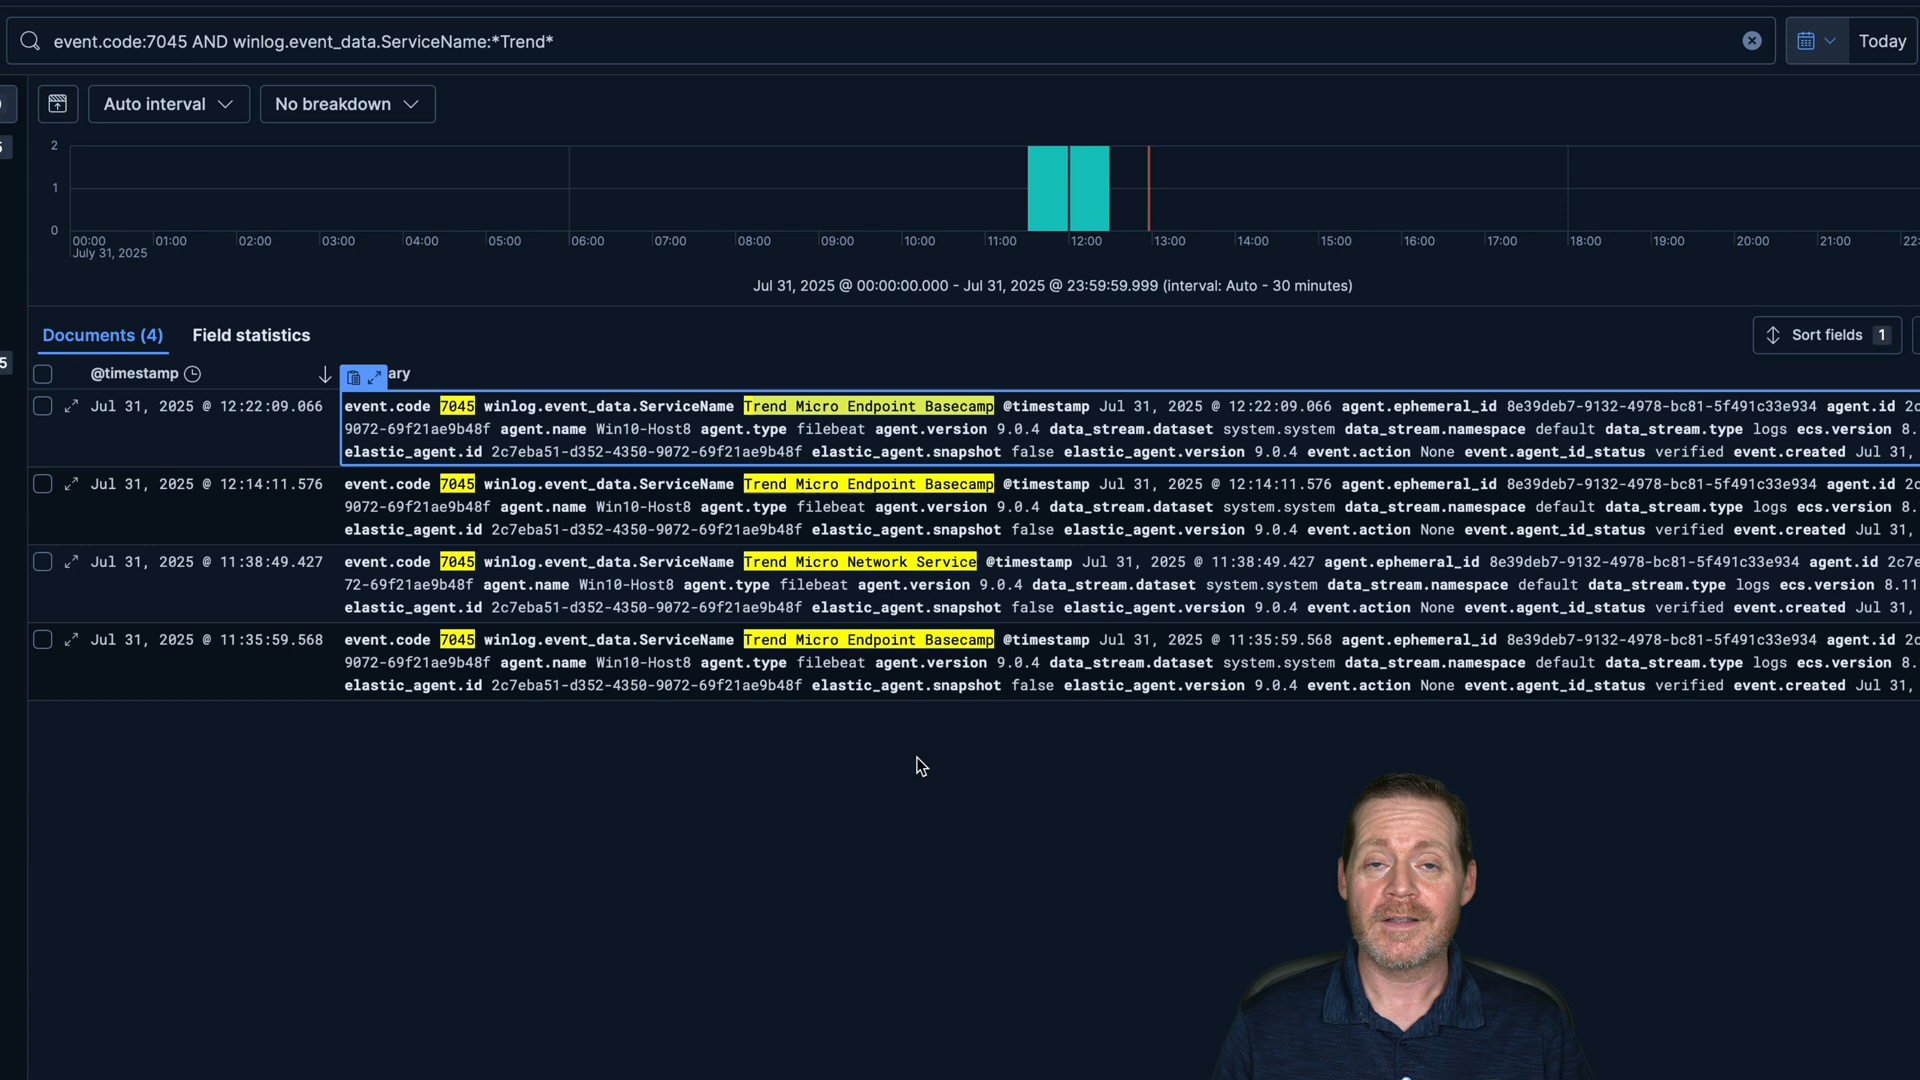 event.code:7045 AND winlog.event_data.ServiceName:*Trend*
Today
5
Auto interval
No breakdown
2
1
0
00:00 01:00 02:00 03:00 04:00 05:00 06:00 07:00 08:00 09:00 10:00 11:00 12:00 13:00 14:00 15:00 16:00 17:00 18:00 19:00 20:00 21:00 22:
July 31, 2025
Jul 31, 2025 @ 00:00:00.000 - Jul 31, 2025 @ 23:59:59.999 (interval: Auto - 30 minutes)
Documents (4) Field statistics
Sort fields 1
5
@timestamp ary
Jul 31, 2025 @ 12:22:09.066 event.code 7045 winlog.event_data.ServiceName Trend Micro Endpoint Basecamp @timestamp Jul 31, 2025 @ 12:22:09.066 agent.ephemeral_id 8e39deb7-9132-4978-bc81-5f491c33e934 agent.id 2c
9072-69f21ae9b48f agent.name Win10-Host8 agent.type filebeat agent.version 9.0.4 data_stream.dataset system.system data_stream.namespace default data_stream.type logs ecs.version 8.
elastic_agent.id 2c7eba51-d352-4350-9072-69f21ae9b48f elastic_agent.snapshot false elastic_agent.version 9.0.4 event.action None event.agent_id_status verified event.created Jul 31,
Jul 31, 2025 @ 12:14:11.576 event.code 7045 winlog.event_data.ServiceName Trend Micro Endpoint Basecamp @timestamp Jul 31, 2025 @ 12:14:11.576 agent.ephemeral_id 8e39deb7-9132-4978-bc81-5f491c33e934 agent.id 2c
9072-69f21ae9b48f agent.name Win10-Host8 agent.type filebeat agent.version 9.0.4 data_stream.dataset system.system data_stream.namespace default data_stream.type logs ecs.version 8.
elastic_agent.id 2c7eba51-d352-4350-9072-69f21ae9b48f elastic_agent.snapshot false elastic_agent.version 9.0.4 event.action None event.agent_id_status verified event.created Jul 31,
Jul 31, 2025 @ 11:38:49.427 event.code 7045 winlog.event_data.ServiceName Trend Micro Network Service @timestamp Jul 31, 2025 @ 11:38:49.427 agent.ephemeral_id 8e39deb7-9132-4978-bc81-5f491c33e934 agent.id 2c7e
72-69f21ae9b48f agent.name Win10-Host8 agent.type filebeat agent.version 9.0.4 data_stream.dataset system.system data_stream.namespace default data_stream.type logs ecs.version 8.11
elastic_agent.id 2c7eba51-d352-4350-9072-69f21ae9b48f elastic_agent.snapshot false elastic_agent.version 9.0.4 event.action None event.agent_id_status verified event.created Jul 31,
Jul 31, 2025 @ 11:35:59.568 event.code 7045 winlog.event_data.ServiceName Trend Micro Endpoint Basecamp @timestamp Jul 31, 2025 @ 11:35:59.568 agent.ephemeral_id 8e39deb7-9132-4978-bc81-5f491c33e934 agent.id 2c
9072-69f21ae9b48f agent.name Win10-Host8 agent.type filebeat agent.version 9.0.4 data_stream.dataset system.system data_stream.namespace default data_stream.type logs ecs.version 8.
elastic_agent.id 2c7eba51-d352-4350-9072-69f21ae9b48f elastic_agent.snapshot false elastic_agent.version 9.0.4 event.action None event.agent_id_status verified event.created Jul 31,